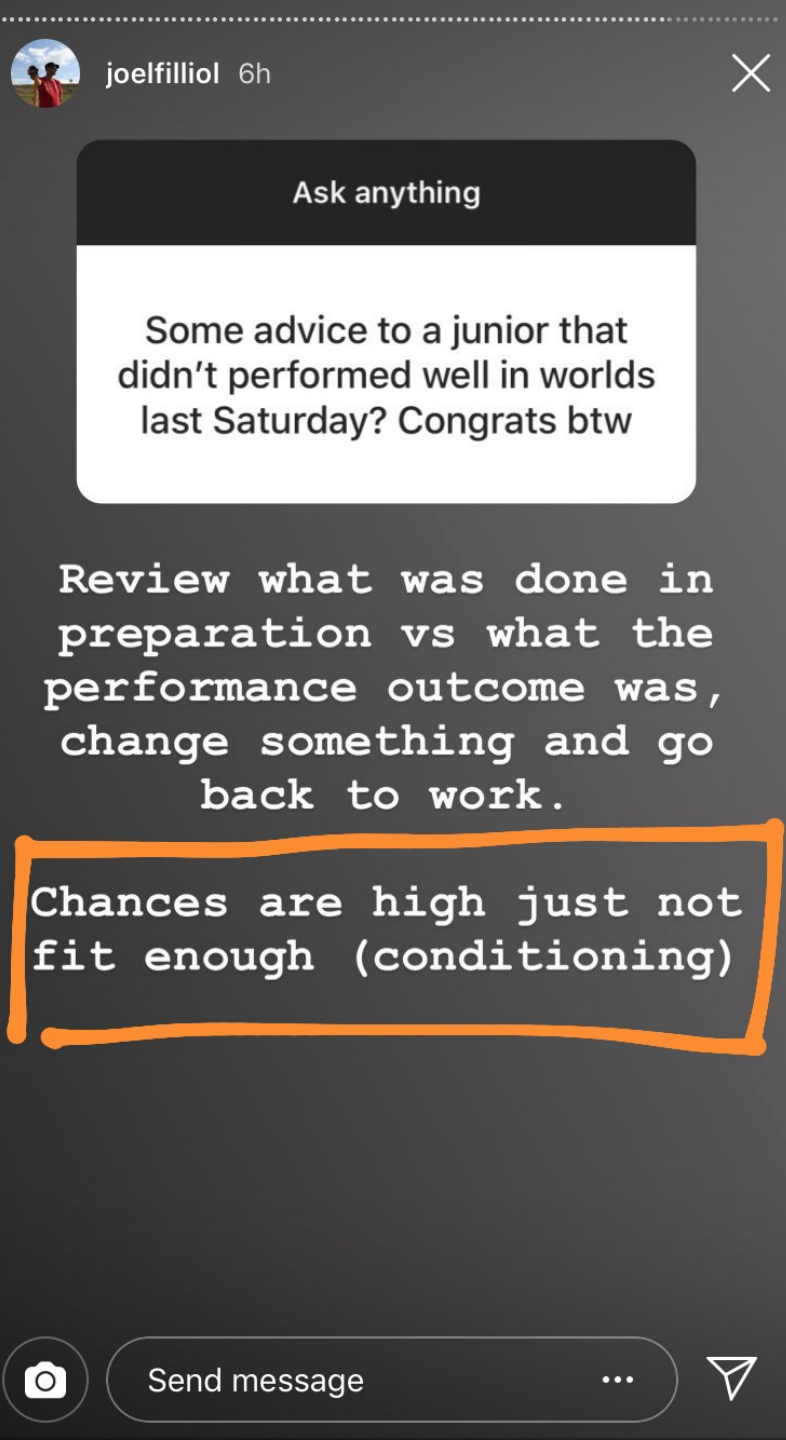 joelfilliol 6h
Ask anything
Some advice to a junior that
didn't performed well in worlds
last Saturday? Congrats btw
Review what was done in
preparation vs what the
performance outcome was,
change something and go
back to work.
Chances are high just not
fit enough (conditioning)
Send message